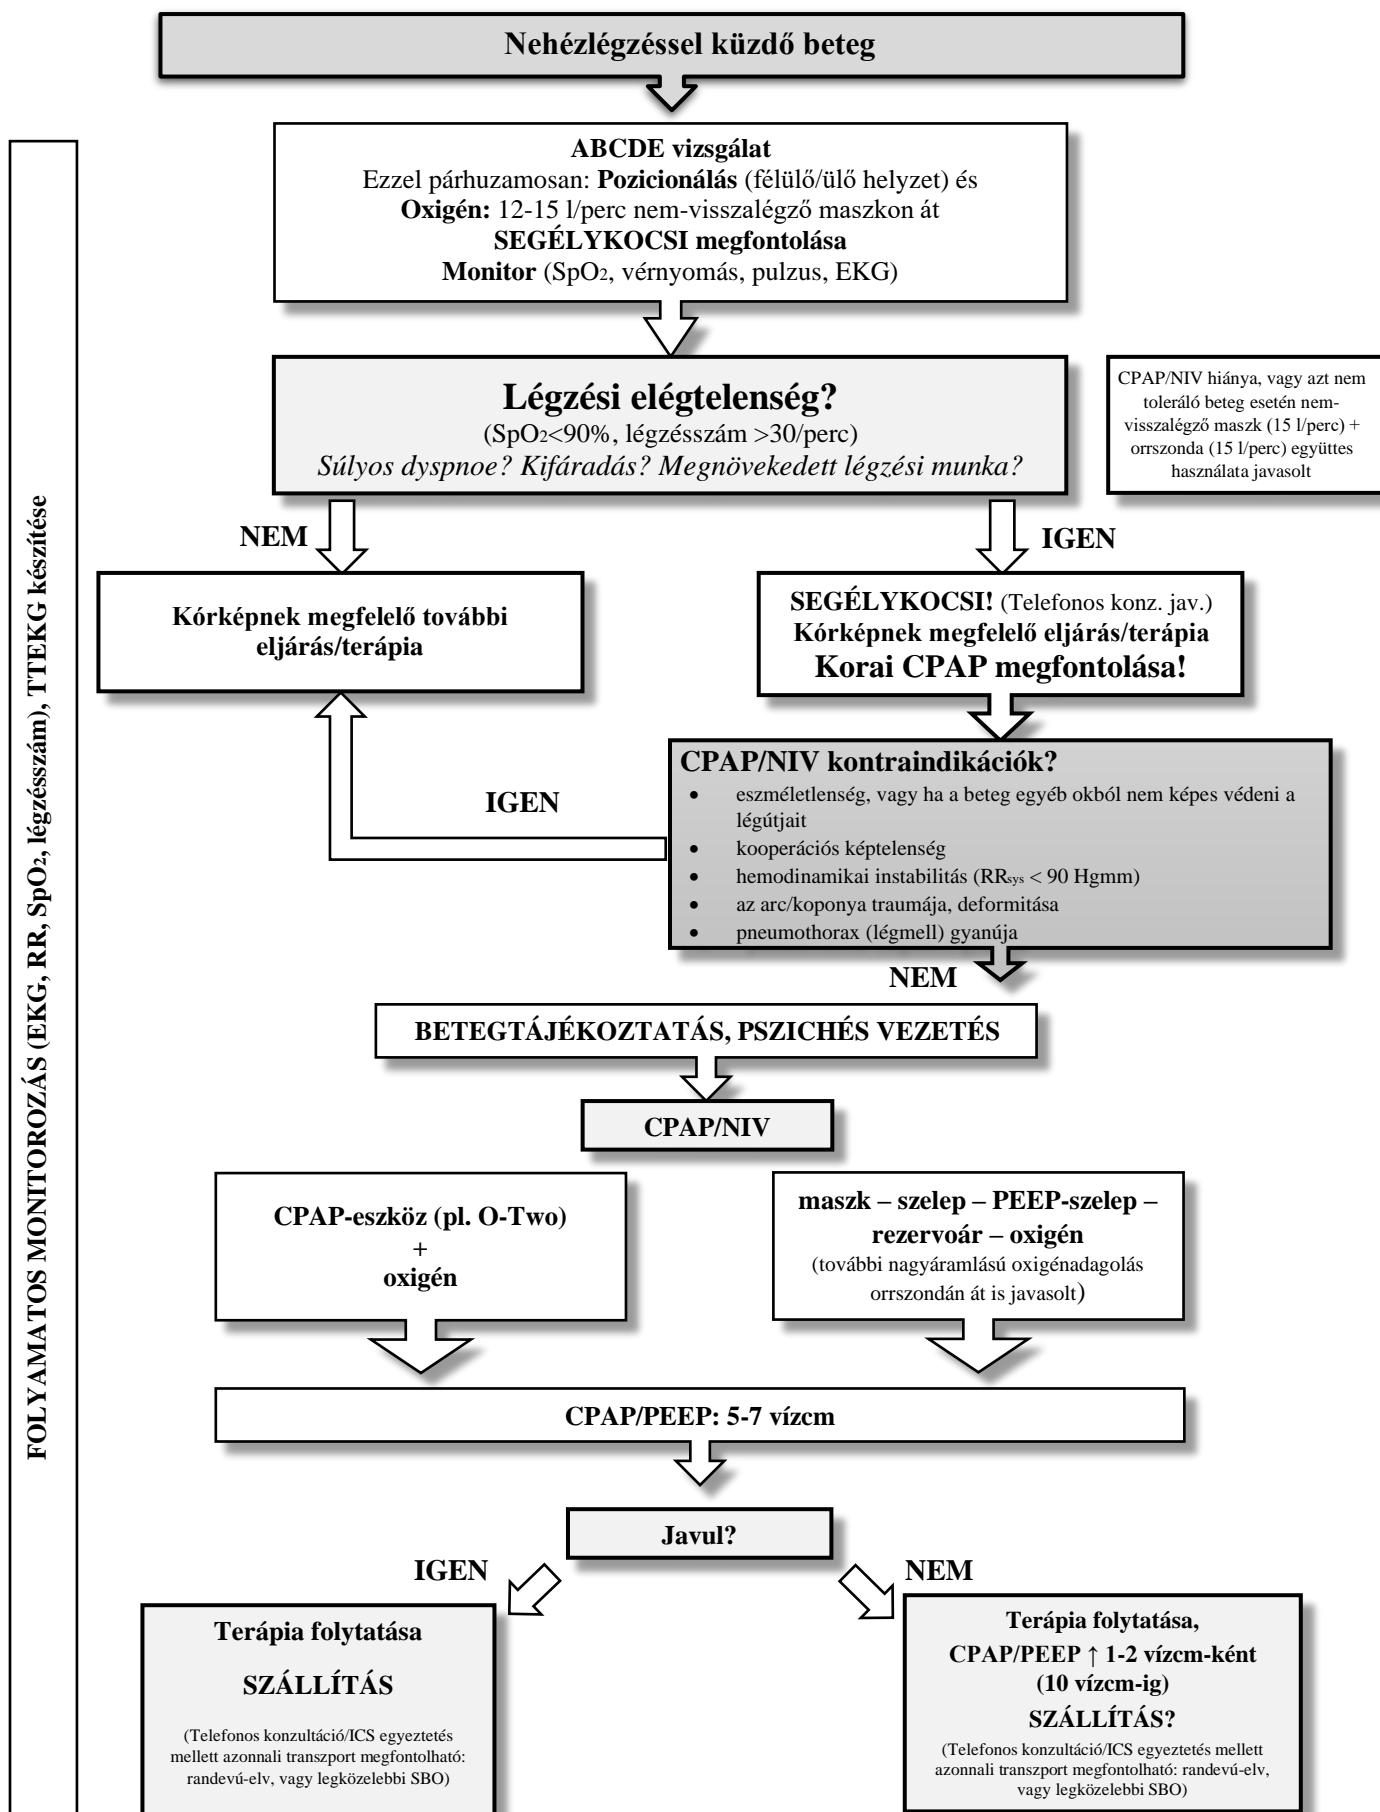 Nehézlégzéssel küzdő beteg
ABCDE vizsgálat
Ezzel párhuzamosan: Pozicionálás (félülő/ülő helyzet) és
Oxigén: 12-15 l/perc nem-visszalégző maszkon át
SEGÉLYKOCSI megfontolása
Monitor (SpO2, vérnyomás, pulzus, EKG)
Légzési elégtelenség?
(SpO2<90%, légzésszám >30/perc)
Súlyos dyspnoe? Kifáradás? Megnövekedett légzési munka?
CPAP/NIV hiánya, vagy azt nem
toleráló beteg esetén nem-
visszalégző maszk (15 l/perc) +
orrszonda (15 l/perc) együttes
használata javasolt
NEM
IGEN
Kórképnek megfelelő további
eljárás/terápia
SEGÉLYKOCSI! (Telefonos konz. jav.)
Kórképnek megfelelő eljárás/terápia
Korai CPAP megfontolása!
CPAP/NIV kontraindikációk?
• eszméletlenség, vagy ha a beteg egyéb okból nem képes védeni a
légútjait
• kooperációs képtelenség
• hemodinamikai instabilitás (RRsys < 90 Hgmm)
• az arc/koponya traumája, deformitása
• pneumothorax (légmell) gyanúja
IGEN
NEM
BETEGTÁJÉKOZTATÁS, PSZICHÉS VEZETÉS
CPAP/NIV
CPAP-eszköz (pl. O-Two)
+
oxigén
maszk – szelep – PEEP-szelep –
rezervoár – oxigén
(további nagyáramlású oxigénadagolás
orrszondán át is javasolt)
CPAP/PEEP: 5-7 vízcm
Javul?
IGEN
NEM
Terápia folytatása
SZÁLLÍTÁS
(Telefonos konzultáció/ICS egyeztetés
mellett azonnali transzport megfontolható:
randevú-elv, vagy legközelebbi SBO)
Terápia folytatása,
CPAP/PEEP ↑ 1-2 vízcm-ként
(10 vízcm-ig)
SZÁLLÍTÁS?
(Telefonos konzultáció/ICS egyeztetés mellett
azonnali transzport megfontolható: randevú-elv,
vagy legközelebbi SBO)
FOLYAMATOS MONITOROZÁS (EKG, RR, SpO2, légzésszám), TTEKG készítése